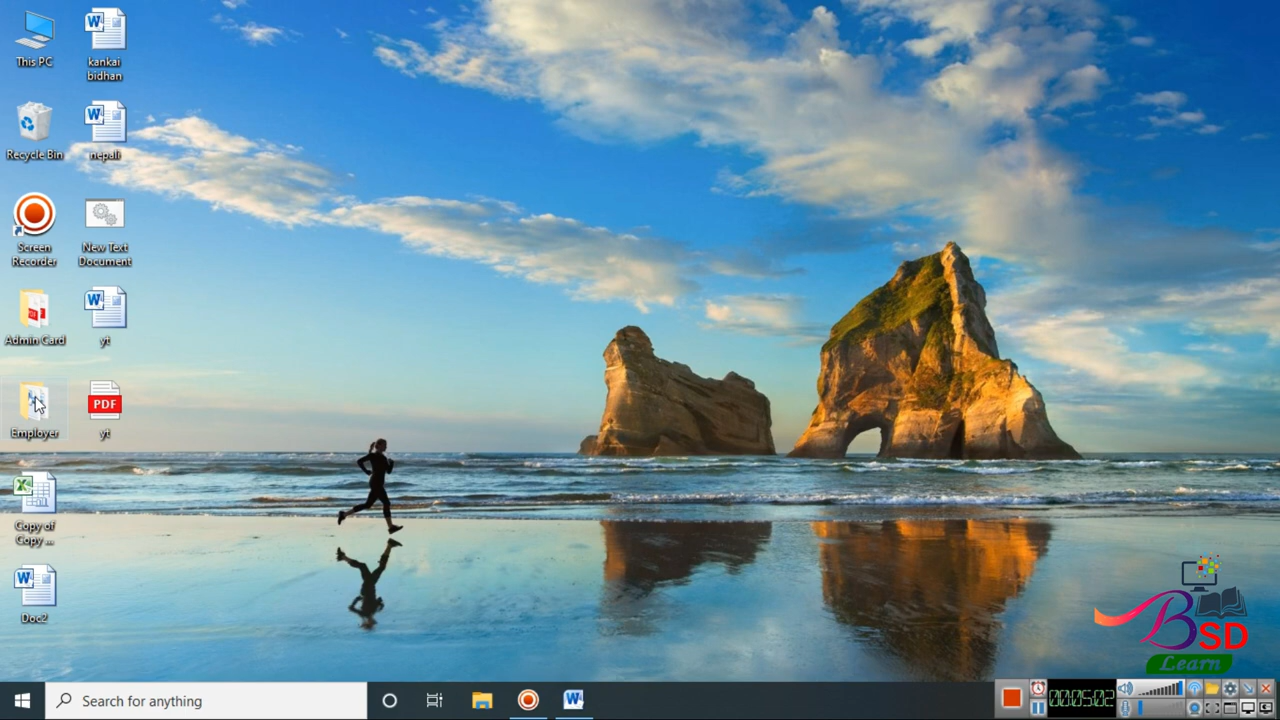 This PC
kankai
bidhan
Recycle Bin
nepali
Screen
Recorder
New Text
Document
Admin Card
yt
Employer
PDF
yt
Copy of
Copy ...
Doc2
BSD
Learn
Search for anything
00:05:02